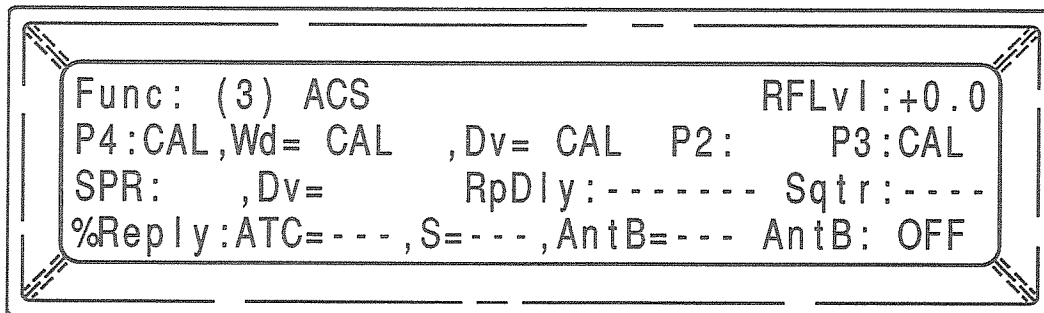 Func: (3) ACS RFLvl:+0.0
P4:CAL,Wd= CAL ,Dv= CAL P2: P3:CAL
SPR: ,Dv= RpDly:------- Sqtr:----
%Reply:ATC=---,S=---,AntB=--- AntB: OFF